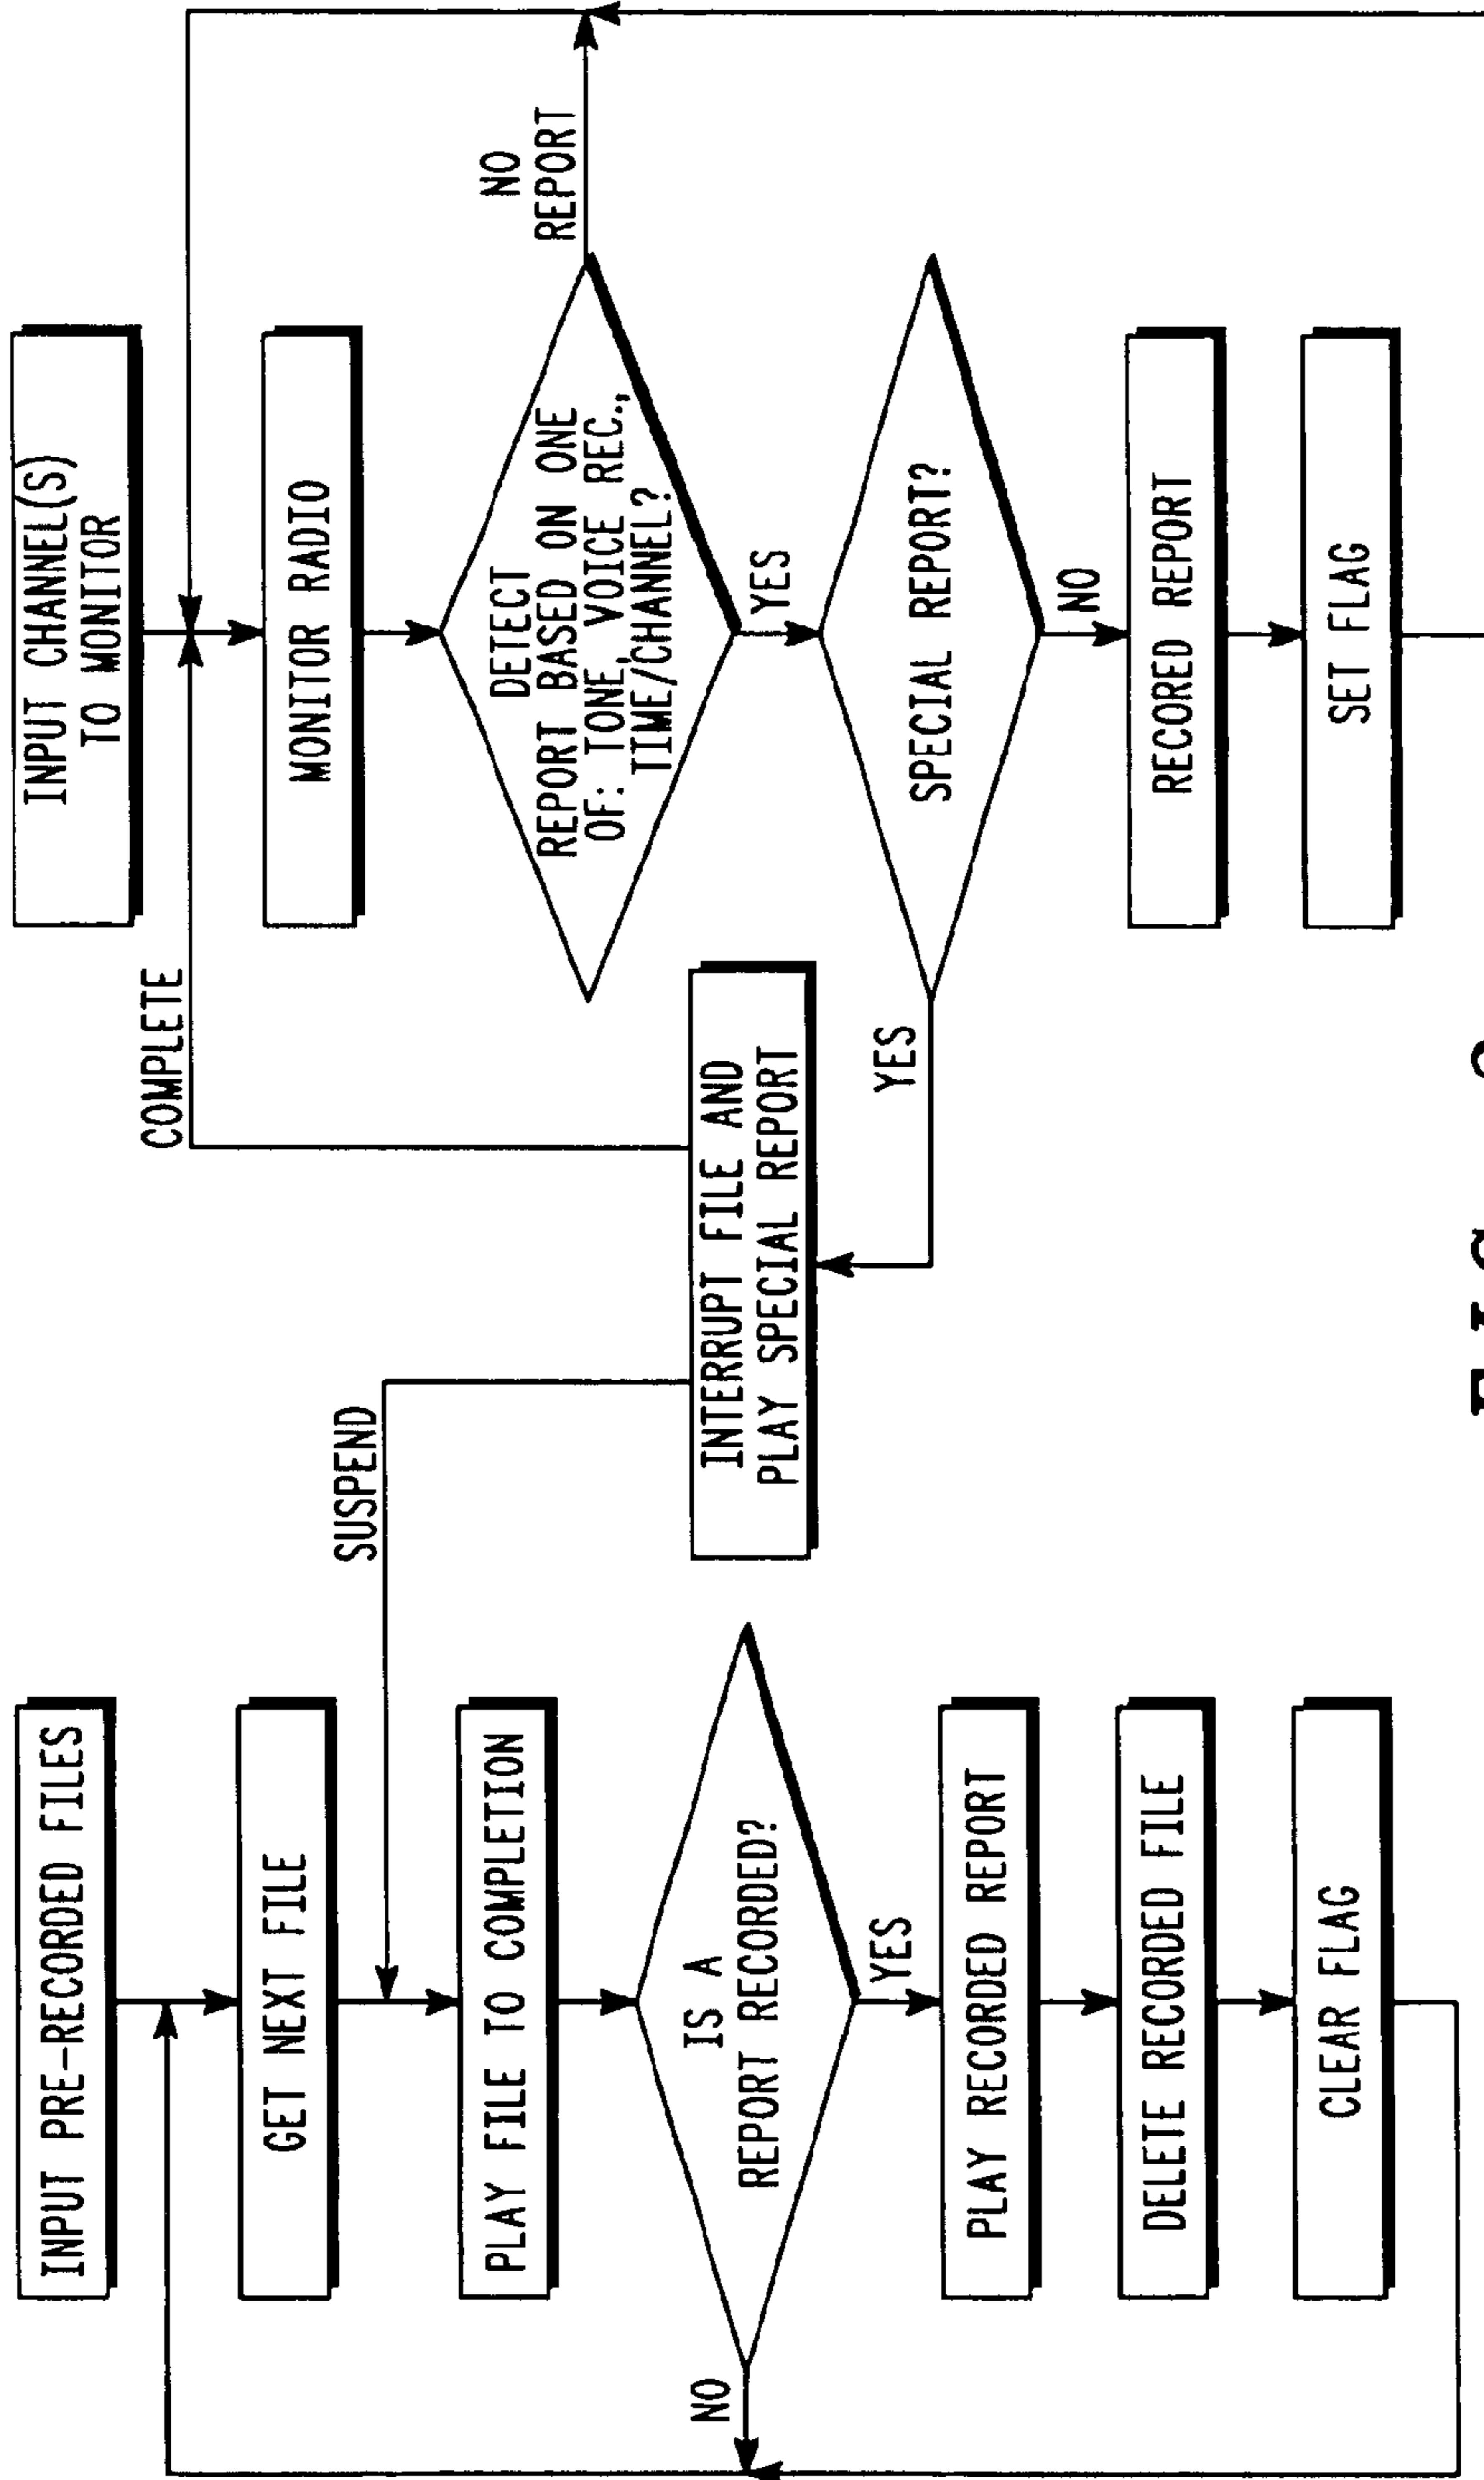 INPUT PRE-RECORDED FILES
GET NEXT FILE
SUSPEND
PLAY FILE TO COMPLETION
IS A
REPORT RECORDED?
NO
YES
PLAY RECORDED REPORT
DELETE RECORDED FILE
CLEAR FLAG
INPUT CHANNEL(S)
TO MONITOR
COMPLETE
MONITOR RADIO
DETECT
REPORT BASED ON ONE
OF: TONE, VOICE REC.,
TIME/CHANNEL?
NO
REPORT
YES
INTERRUPT FILE AND
PLAY SPECIAL REPORT
SPECIAL REPORT?
YES
NO
RECORED REPORT
SET FLAG